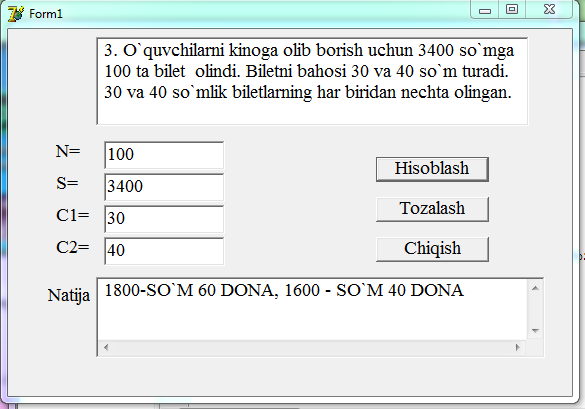 Form1
3. O`quvchilarni kinoga olib borish uchun 3400 so`mga
100 ta bilet  olindi. Biletni bahosi 30 va 40 so`m turadi.
30 va 40 so`mlik biletlarning har biridan nechta olingan.
N= 100
S= 3400
C1= 30
C2= 40
Hisoblash
Tozalash
Chiqish
Natija 1800-SO`M 60 DONA, 1600 - SO`M 40 DONA